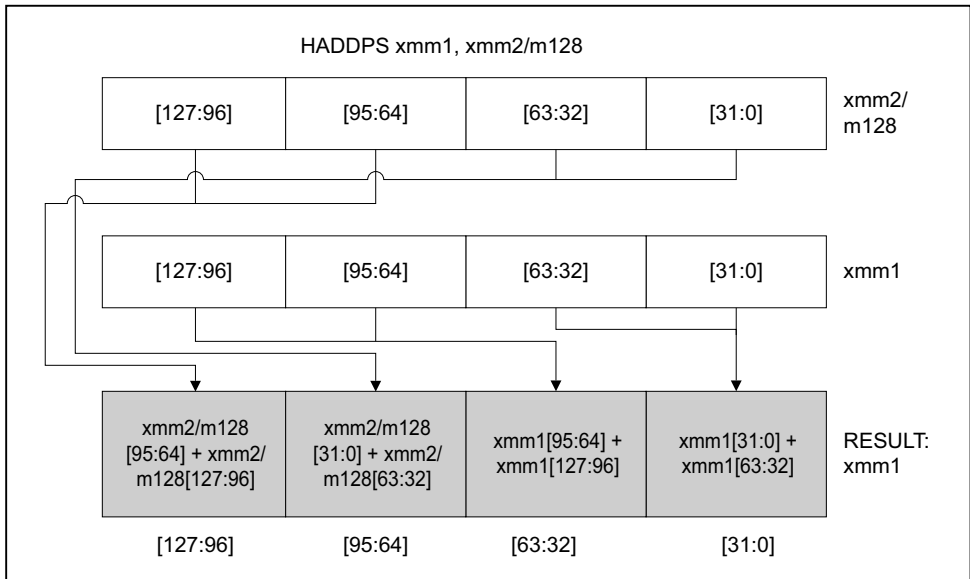 HADDPS xmm1, xmm2/m128
[127:96] [95:64] [63:32] [31:0] xmm2/
m128
[127:96] [95:64] [63:32] [31:0] xmm1
xmm2/m128
[95:64] + xmm2/
m128[127:96]
xmm2/m128
[31:0] + xmm2/
m128[63:32]
xmm1[95:64] +
xmm1[127:96]
xmm1[31:0] +
xmm1[63:32]
RESULT:
xmm1
[127:96] [95:64] [63:32] [31:0]